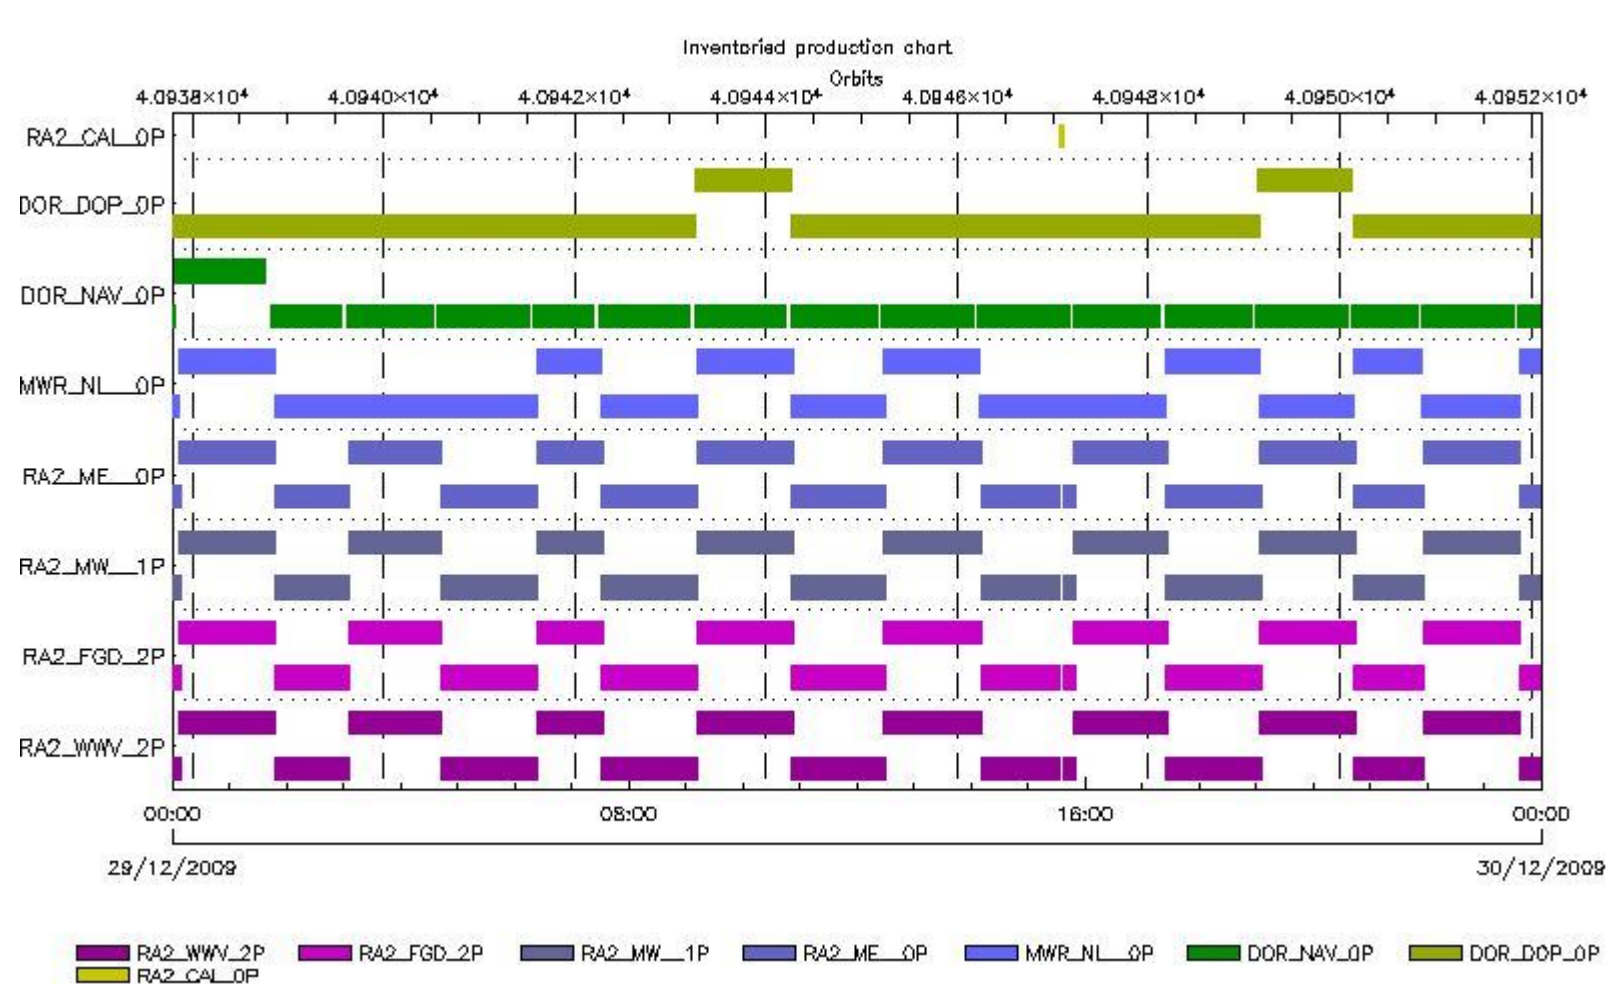 Inventoried production chart
Orbits
4.0938×10⁴ 4.0940×10⁴ 4.0942×10⁴ 4.0944×10⁴ 4.0946×10⁴ 4.0948×10⁴ 4.0950×10⁴ 4.0952×10⁴
RA2_CAL_0P
DOR_DOP_0P
DOR_NAV_0P
MWR_NL__0P
RA2_ME__0P
RA2_MW__1P
RA2_FGD_2P
RA2_WWV_2P
00:00 08:00 16:00 00:00
29/12/2009 30/12/2009
RA2_WWV_2P RA2_FGD_2P RA2_MW__1P RA2_ME__0P MWR_NL__0P DOR_NAV_0P DOR_DOP_0P
RA2_CAL_0P